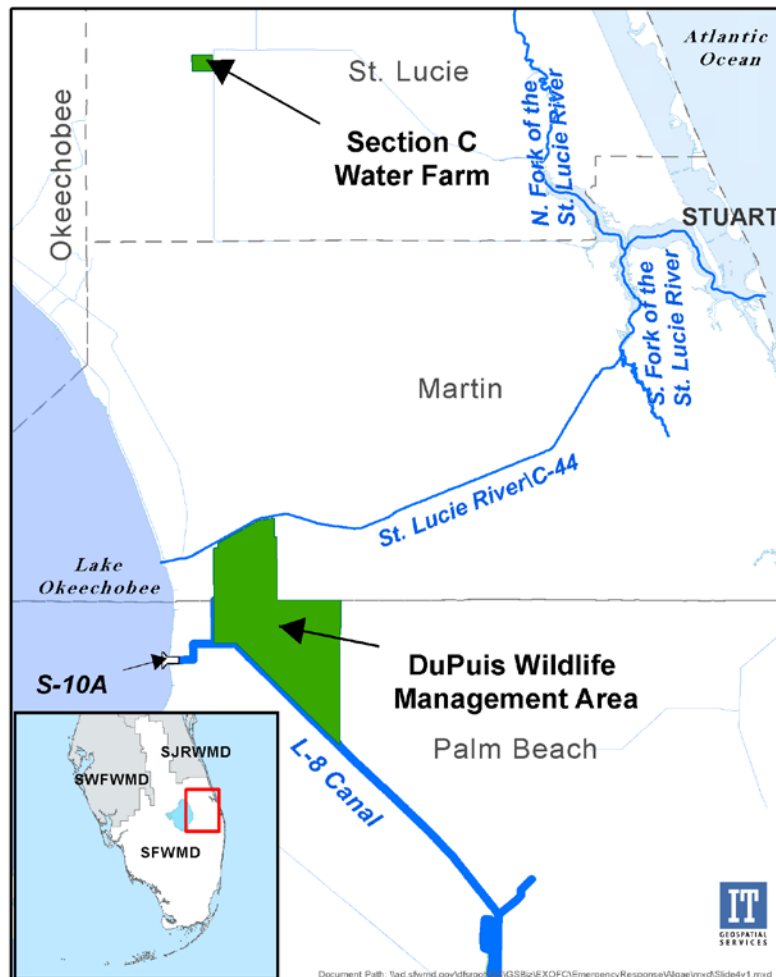 Atlantic
Ocean
St. Lucie
Okeechobee
Section C
Water Farm
N. Fork of the
St. Lucie River
STUART
S. Fork of the
St. Lucie River
Martin
St. Lucie River\C-44
Lake
Okeechobee
S-10A
DuPuis Wildlife
Management Area
Palm Beach
L-8 Canal
SJRWMD
SWFWMD
SFWMD
IT
GEOSPATIAL
SERVICES
Document Path: